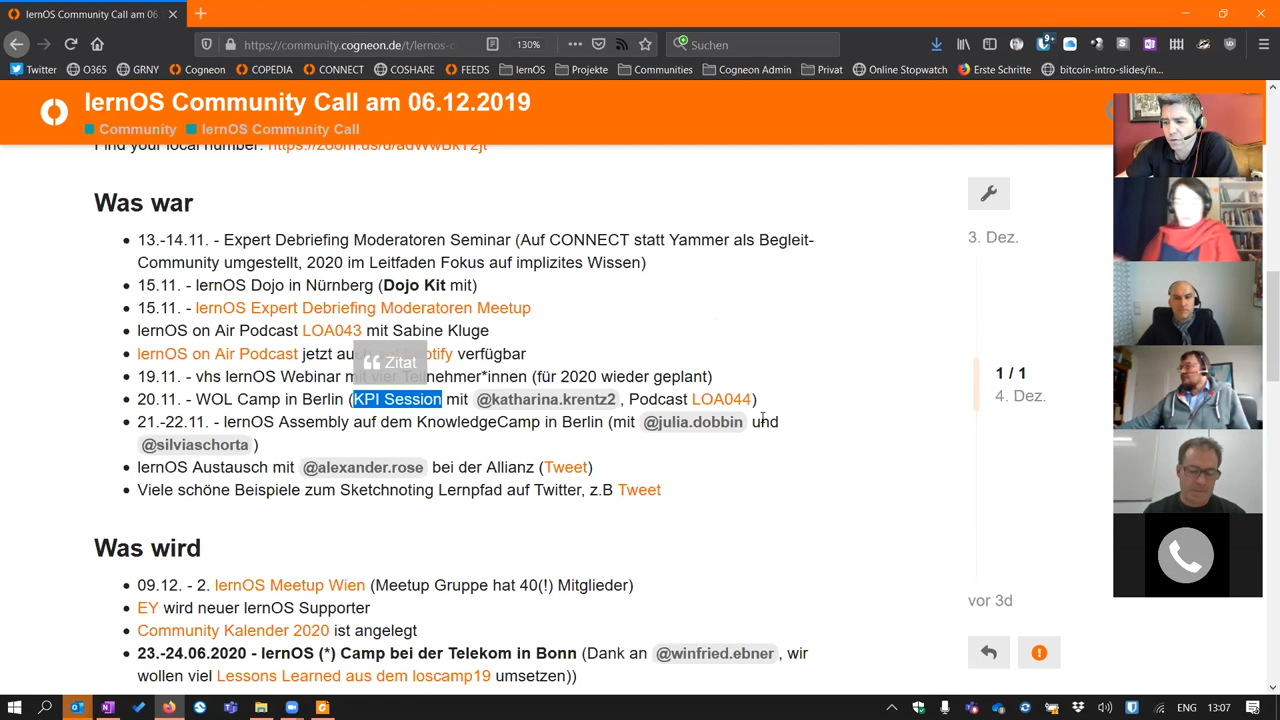 lernOS Community Call am 06.
https://community.cogneon.de/t/lernos-c
130%
Suchen
Twitter
O365
GRNY
Cogneon
COPEDIA
CONNECT
COSHARE
FEEDS
lernOS
Projekte
Communities
Cogneon Admin
Privat
Online Stopwatch
Erste Schritte
bitcoin-intro-slides/in...
lernOS Community Call am 06.12.2019
Community lernOS Community Call
Find your local number:
Was war
13.-14.11. - Expert Debriefing Moderatoren Seminar (Auf CONNECT statt Yammer als Begleit-
Community umgestellt, 2020 im Leitfaden Fokus auf implizites Wissen)
15.11. - lernOS Dojo in Nürnberg (Dojo Kit mit)
15.11. - lernOS Expert Debriefing Moderatoren Meetup
lernOS on Air Podcast LOA043 mit Sabine Kluge
lernOS on Air Podcast jetzt auch verfügbar
Zitat
19.11. - vhs lernOS Webinar mit vier Teilnehmer*innen (für 2020 wieder geplant)
20.11. - WOL Camp in Berlin (KPI Session mit @katharina.krentz2 , Podcast LOA044)
21.-22.11. - lernOS Assembly auf dem KnowledgeCamp in Berlin (mit @julia.dobbin und
@silviaschorta )
lernOS Austausch mit @alexander.rose bei der Allianz (Tweet)
Viele schöne Beispiele zum Sketchnoting Lernpfad auf Twitter, z.B Tweet
Was wird
09.12. - 2. lernOS Meetup Wien (Meetup Gruppe hat 40(!) Mitglieder)
EY wird neuer lernOS Supporter
Community Kalender 2020 ist angelegt
23.-24.06.2020 - lernOS (*) Camp bei der Telekom in Bonn (Dank an @winfried.ebner , wir
wollen viel Lessons Learned aus dem loscamp19 umsetzen))
3. Dez.
1 / 1
4. Dez.
vor 3d
ENG 13:07